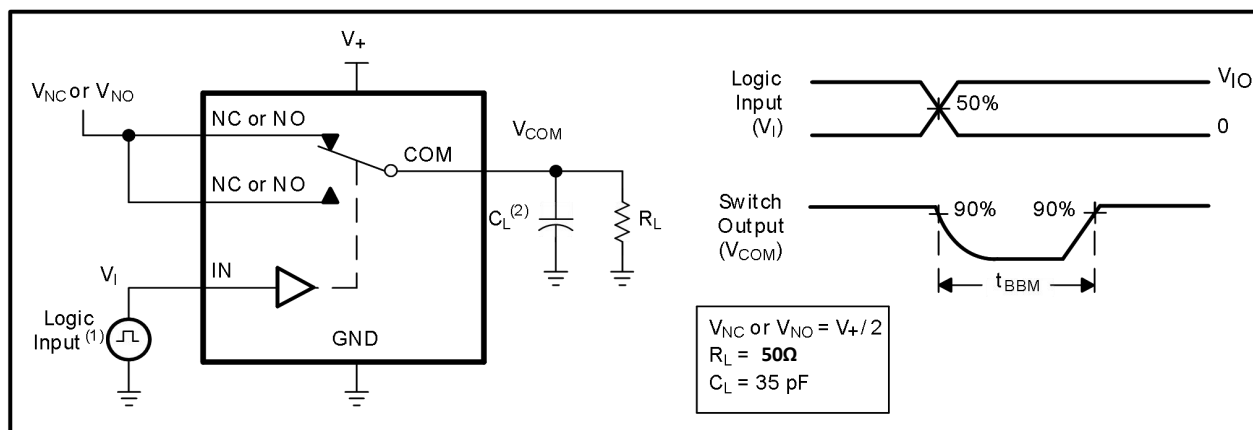 V+
VNC or VNO
NC or NO
VCOM
COM
NC or NO
CL(2)
RL
VI
IN
Logic
Input(1)
GND
Logic
Input
(VI)
50%
VIO
0
Switch
Output
(VCOM)
90%
90%
tBBM
VNC or VNO = V+/2
RL = 50Ω
CL = 35 pF